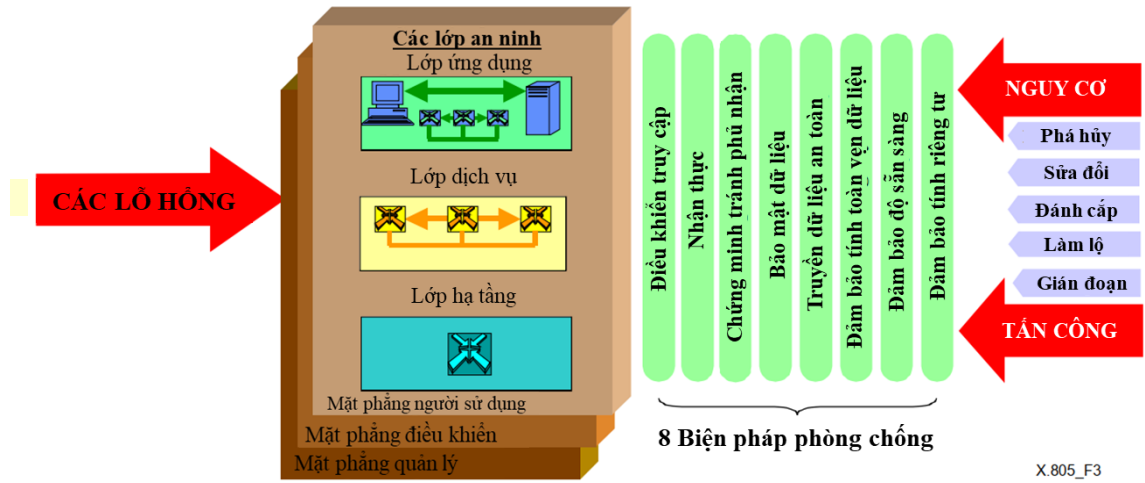 Các lớp an ninh
Lớp ứng dụng
Lớp dịch vụ
Lớp hạ tầng
Mặt phẳng người sử dụng
Mặt phẳng điều khiển
Mặt phẳng quản lý
CÁC LỖ HỔNG
Điều khiển truy cập
Nhận thực
Chứng minh tránh phủ nhận
Bảo mật dữ liệu
Truyền dữ liệu an toàn
Đảm bảo tính toàn vẹn dữ liệu
Đảm bảo độ sẵn sàng
Đảm bảo tính riêng tư
8 Biện pháp phòng chống
NGUY CƠ
Phá hủy
Sửa đổi
Đánh cắp
Làm lộ
Gián đoạn
TẤN CÔNG
X.805_F3